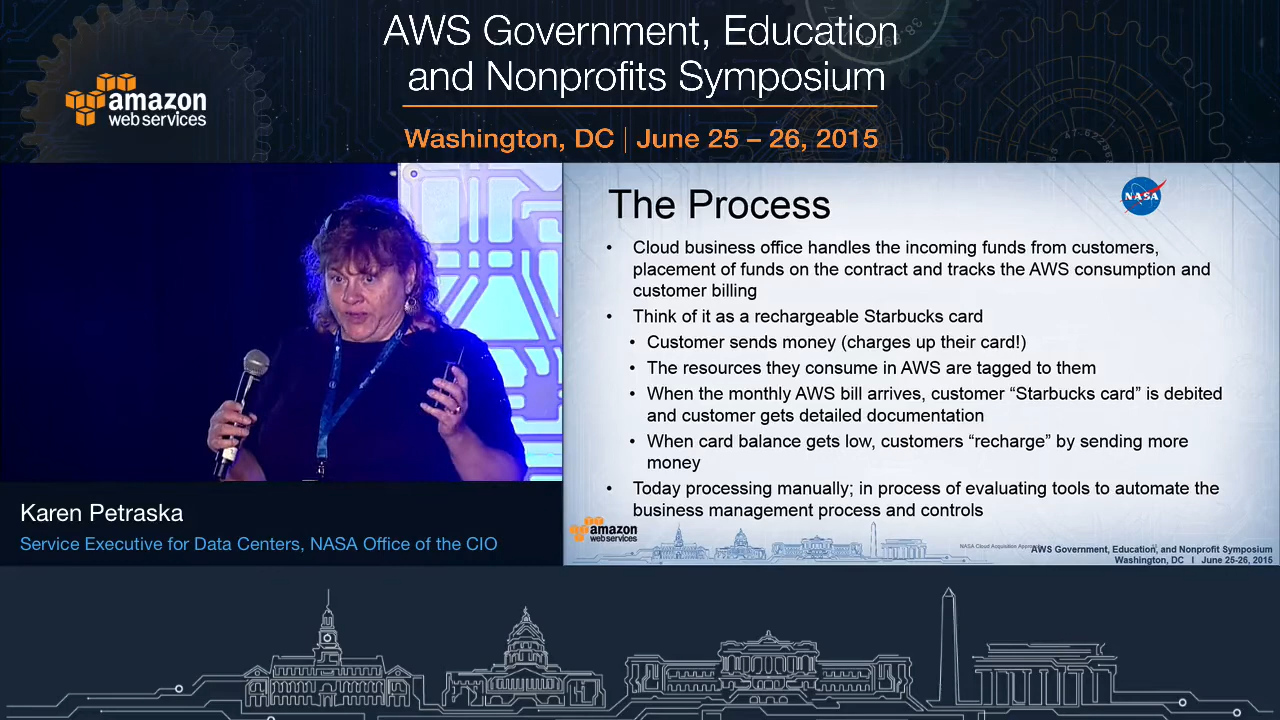 AWS Government, Education
and Nonprofits Symposium
amazon
web services
Washington, DC | June 25 – 26, 2015
The Process
NASA
• Cloud business office handles the incoming funds from customers,
placement of funds on the contract and tracks the AWS consumption and
customer billing
• Think of it as a rechargeable Starbucks card
• Customer sends money (charges up their card!)
• The resources they consume in AWS are tagged to them
• When the monthly AWS bill arrives, customer “Starbucks card” is debited
and customer gets detailed documentation
• When card balance gets low, customers “recharge” by sending more
money
• Today processing manually; in process of evaluating tools to automate the
business management process and controls
amazon
web services
NASA Cloud Acquisition
AWS Government, Education, and Nonprofit Symposium
Washington, DC | June 25-26, 2015
Karen Petraska
Service Executive for Data Centers, NASA Office of the CIO